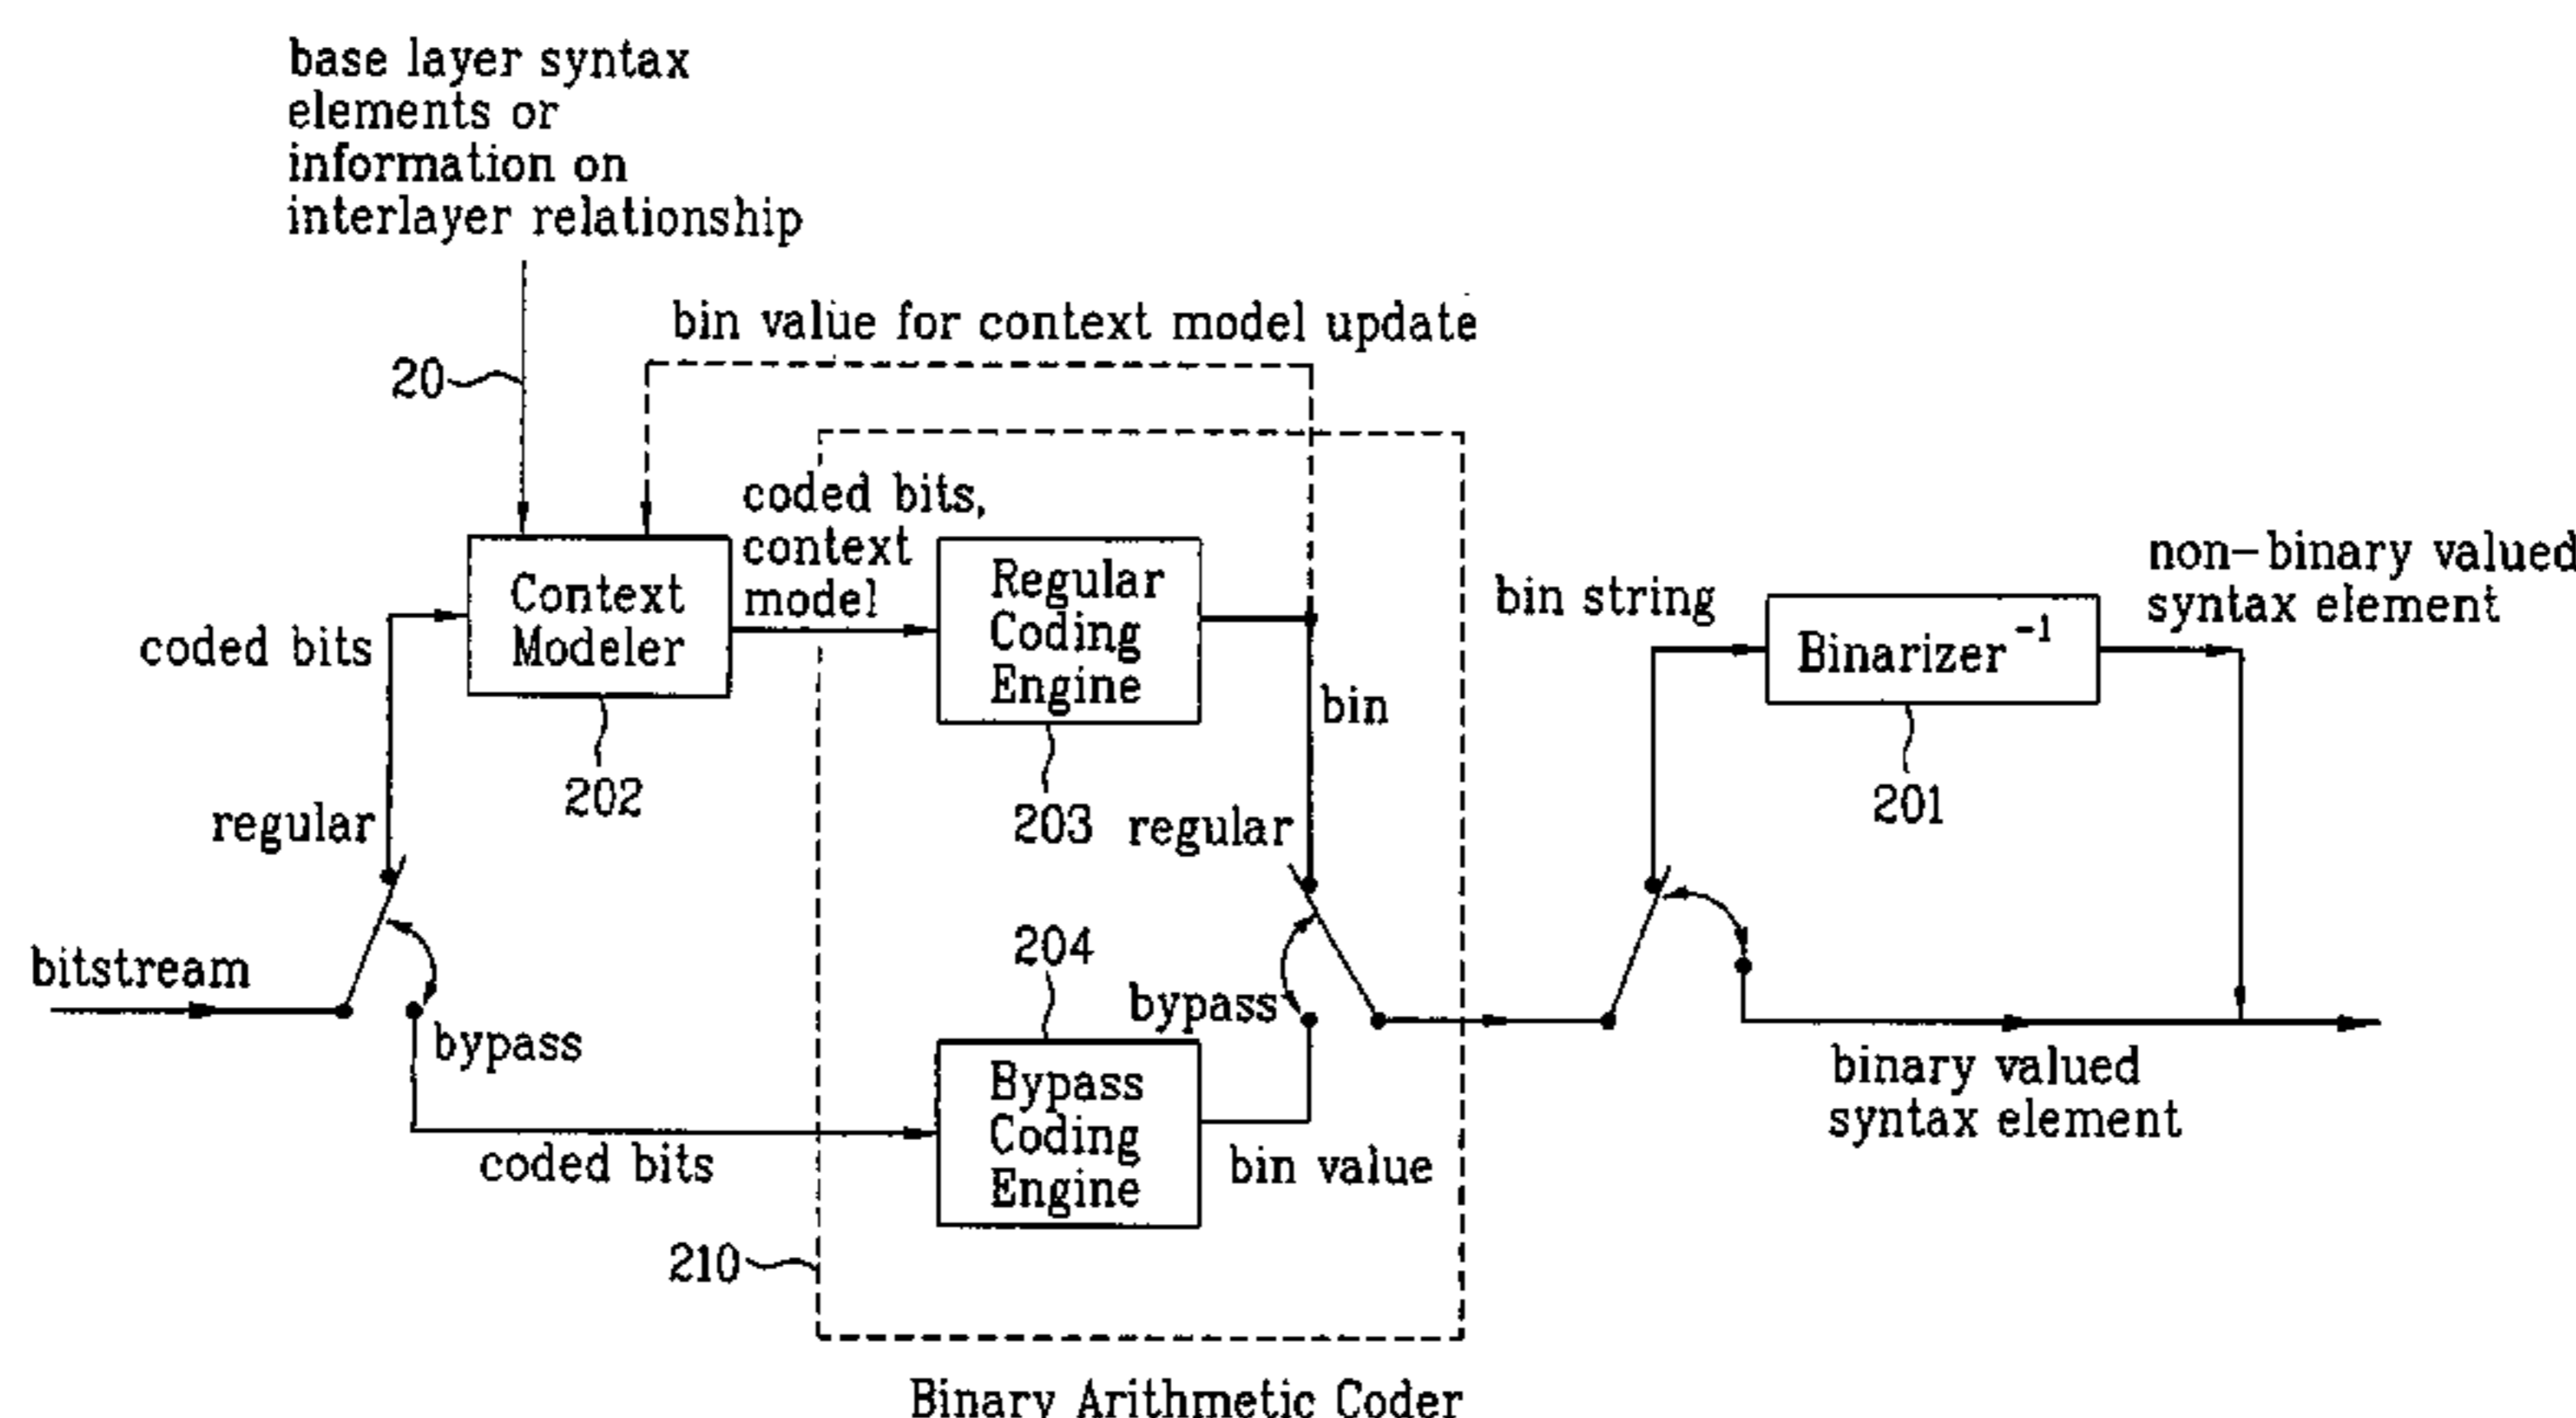 base layer syntax
elements or
information on
interlayer relationship
bin value for context model update
20
coded bits,
context
model
Context
Modeler
202
coded bits
regular
bitstream
bypass
coded bits
Regular
Coding
Engine
203
bin
regular
204
bypass
Bypass
Coding
Engine
bin value
210
Binary Arithmetic Coder
bin string
Binarizer⁻¹
201
non-binary valued
syntax element
binary valued
syntax element